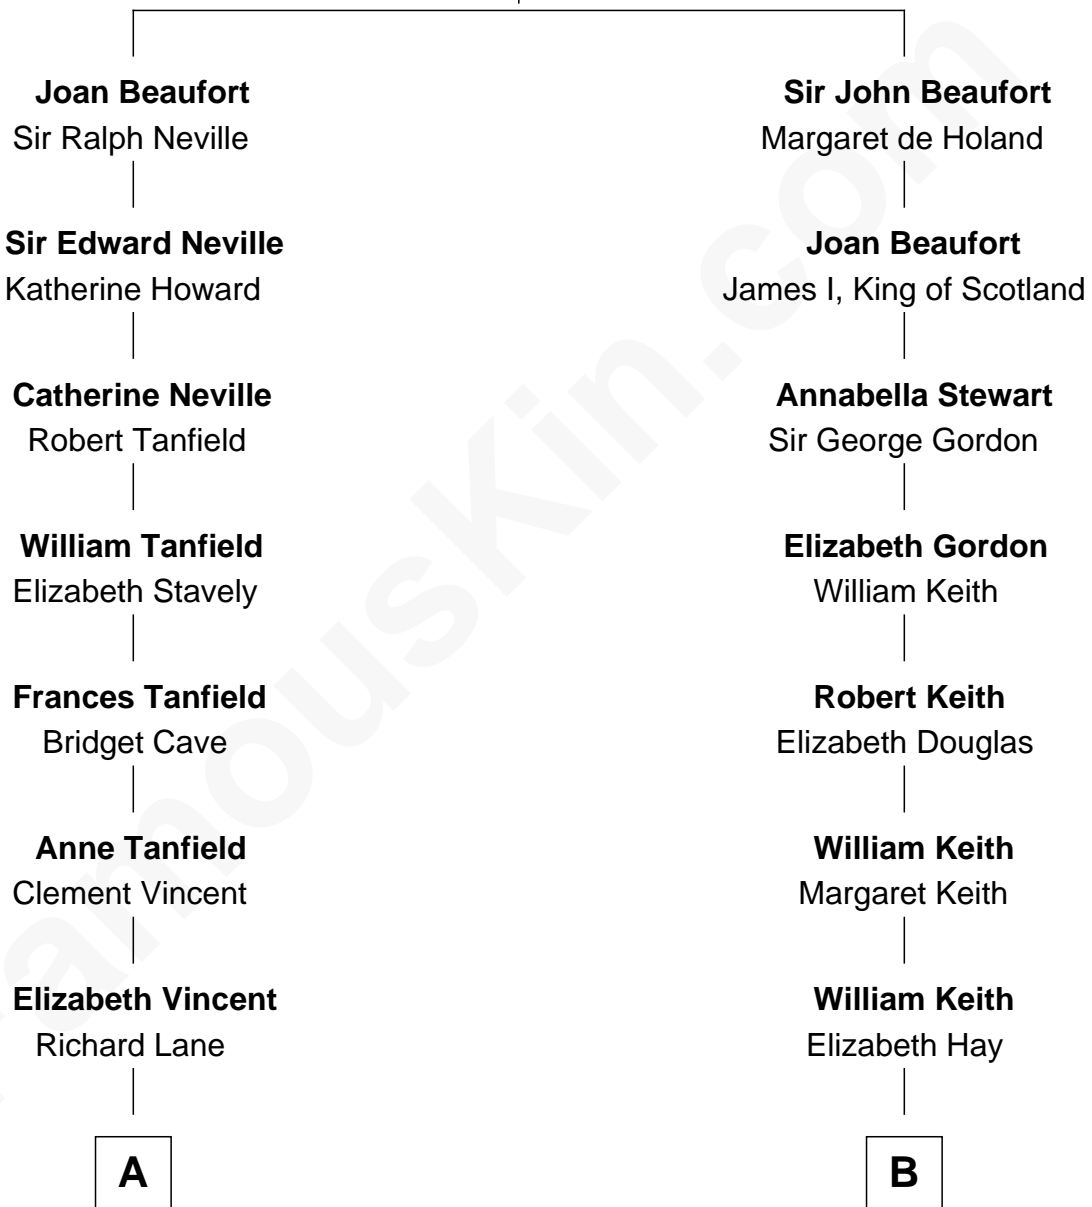 Joan Beaufort
Sir Ralph Neville
Sir John Beaufort
Margaret de Holand
Sir Edward Neville
Katherine Howard
Joan Beaufort
James I, King of Scotland
Catherine Neville
Robert Tanfield
Annabella Stewart
Sir George Gordon
William Tanfield
Elizabeth Stavely
Elizabeth Gordon
William Keith
Frances Tanfield
Bridget Cave
Robert Keith
Elizabeth Douglas
Anne Tanfield
Clement Vincent
William Keith
Margaret Keith
Elizabeth Vincent
Richard Lane
William Keith
Elizabeth Hay
A
B
FamousKin.com